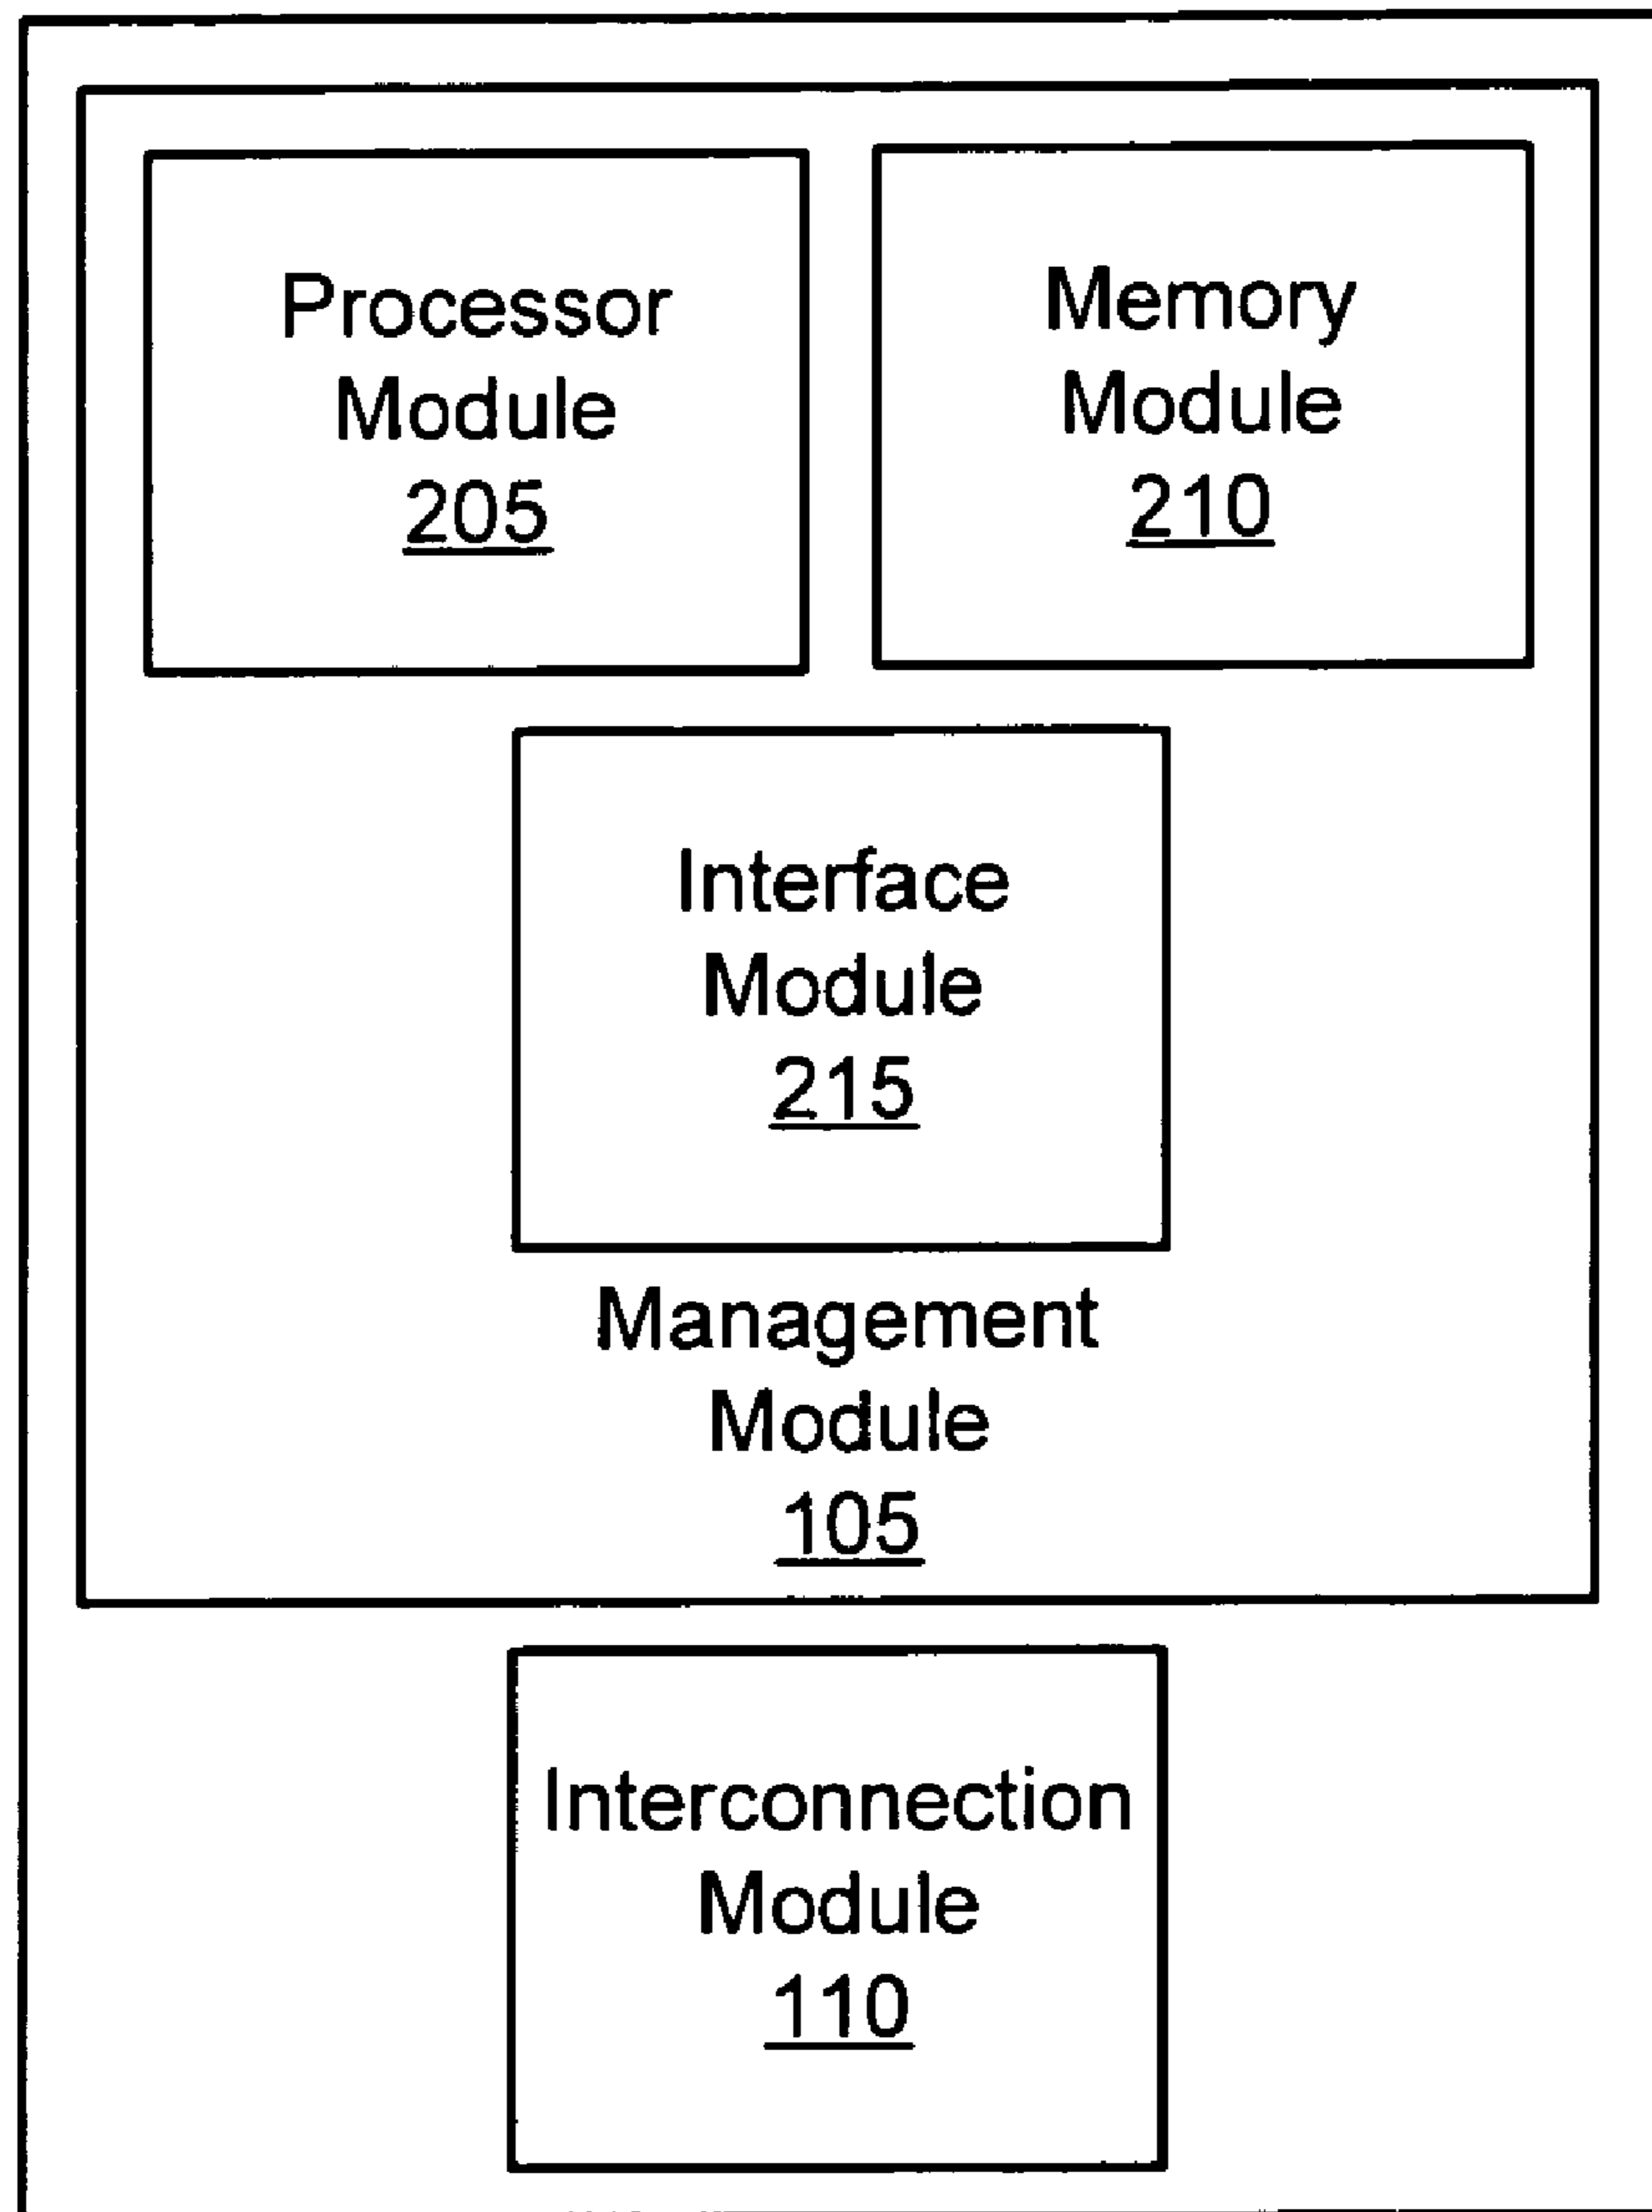 Processor
Module
205
Memory
Module
210
Interface
Module
215
Management
Module
105
Interconnection
Module
110